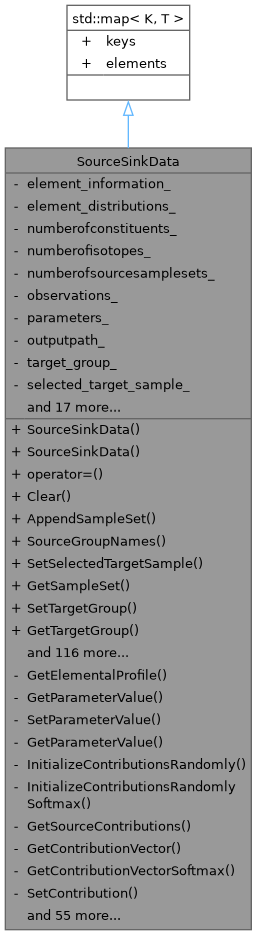 std::map< K, T >
+ keys
+ elements
SourceSinkData
- element_information_
- element_distributions_
- numberofconstituents_
- numberofisotopes_
- numberofsourcesamplesets_
- observations_
- parameters_
- outputpath_
- target_group_
- selected_target_sample_
and 17 more...
+ SourceSinkData()
+ SourceSinkData()
+ operator=()
+ Clear()
+ AppendSampleSet()
+ SourceGroupNames()
+ SetSelectedTargetSample()
+ GetSampleSet()
+ SetTargetGroup()
+ GetTargetGroup()
and 116 more...
- GetElementalProfile()
- GetParameterValue()
- SetParameterValue()
- GetParameterValue()
- InitializeContributionsRandomly()
- InitializeContributionsRandomly
Softmax()
- GetSourceContributions()
- GetContributionVector()
- GetContributionVectorSoftmax()
- SetContribution()
and 55 more...